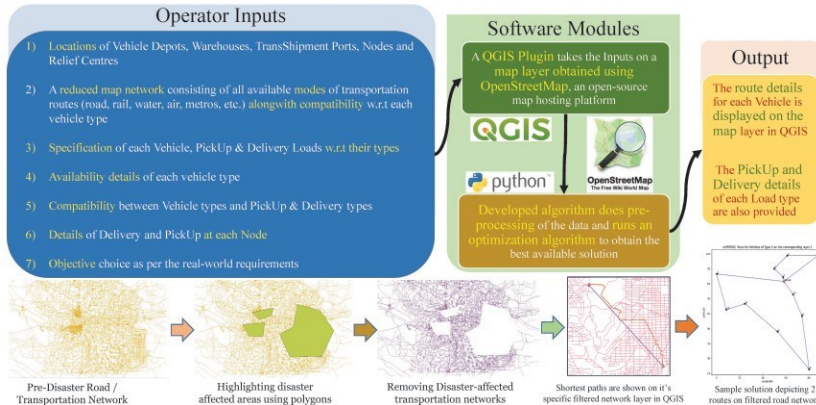 Operator Inputs
1) Locations of Vehicle Depots, Warehouses, TransShipment Ports, Nodes and
Relief Centres
2) A reduced map network consisting of all available modes of transportation
routes (road, rail, water, air, metros, etc.) alongwith compatibility w.r.t each
vehicle type
3) Specification of each Vehicle, PickUp & Delivery Loads w.r.t their types
4) Availability details of each vehicle type
5) Compatibility between Vehicle types and PickUp & Delivery types
6) Details of Delivery and PickUp at each Node
7) Objective choice as per the real-world requirements
Software Modules
A QGIS Plugin takes the Inputs on a
map layer obtained using
OpenStreetMap, an open-source
map hosting platform
QGIS
python™
OpenStreetMap
The Free Wiki World Map
Developed algorithm does pre-
processing of the data and runs an
optimization algorithm to obtain the
best available solution
Output
The route details
for each Vehicle is
displayed on the
map layer in QGIS
The PickUp and
Delivery details
of each Load type
are also provided
Pre-Disaster Road /
Transportation Network
Highlighting disaster
affected areas using polygons
Removing Disaster-affected
transportation networks
Shortest paths are shown on it's
specific filtered network layer in QGIS
Sample solution depicting 2
routes on filtered road network